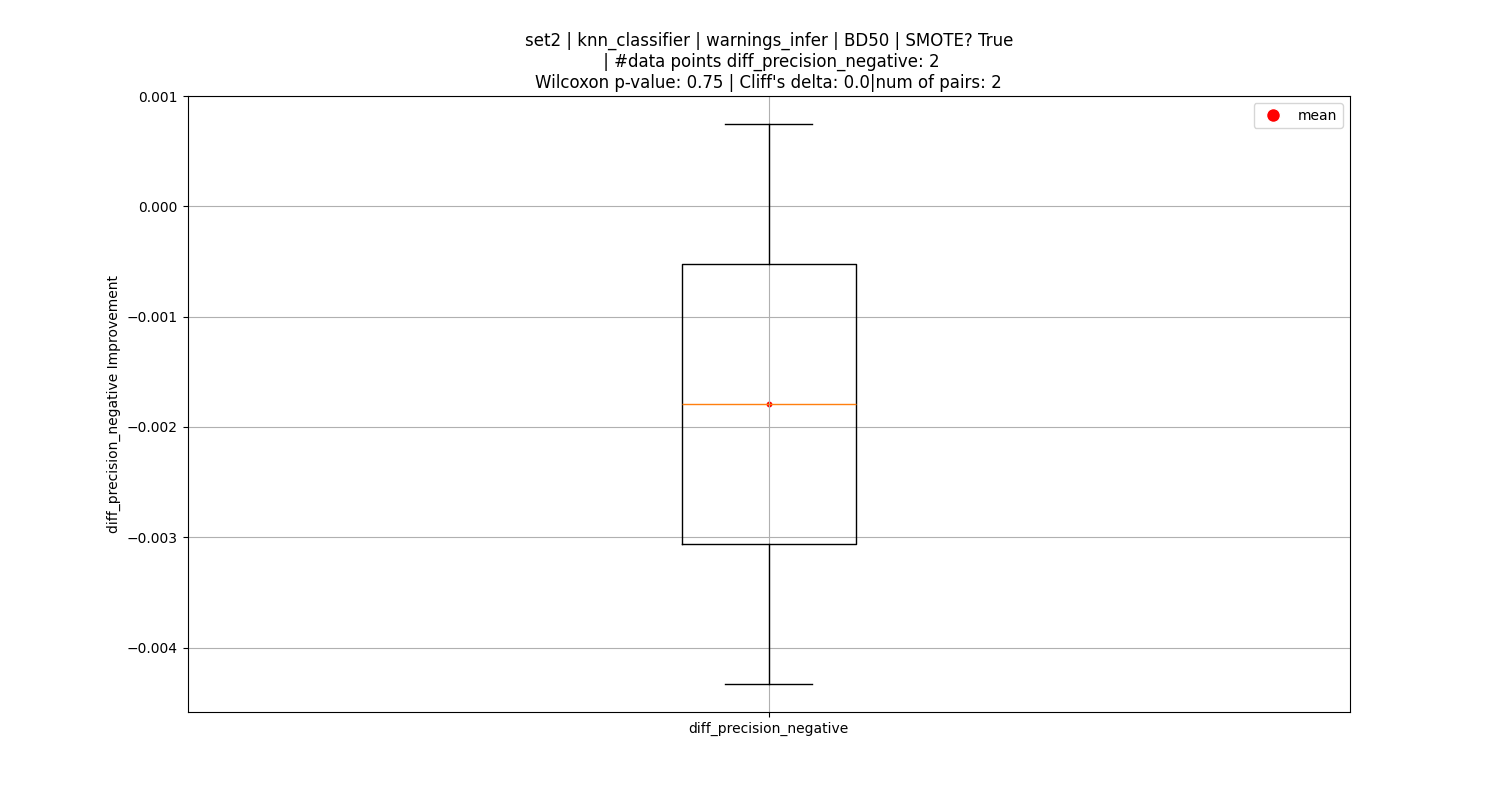 set2 | knn_classifier | warnings_infer | BD50 | SMOTE? True
| #data points diff_precision_negative: 2
Wilcoxon p-value: 0.75 | Cliff's delta: 0.0|num of pairs: 2
mean
0.001
0.000
−0.001
−0.002
−0.003
−0.004
diff_precision_negative Improvement
diff_precision_negative